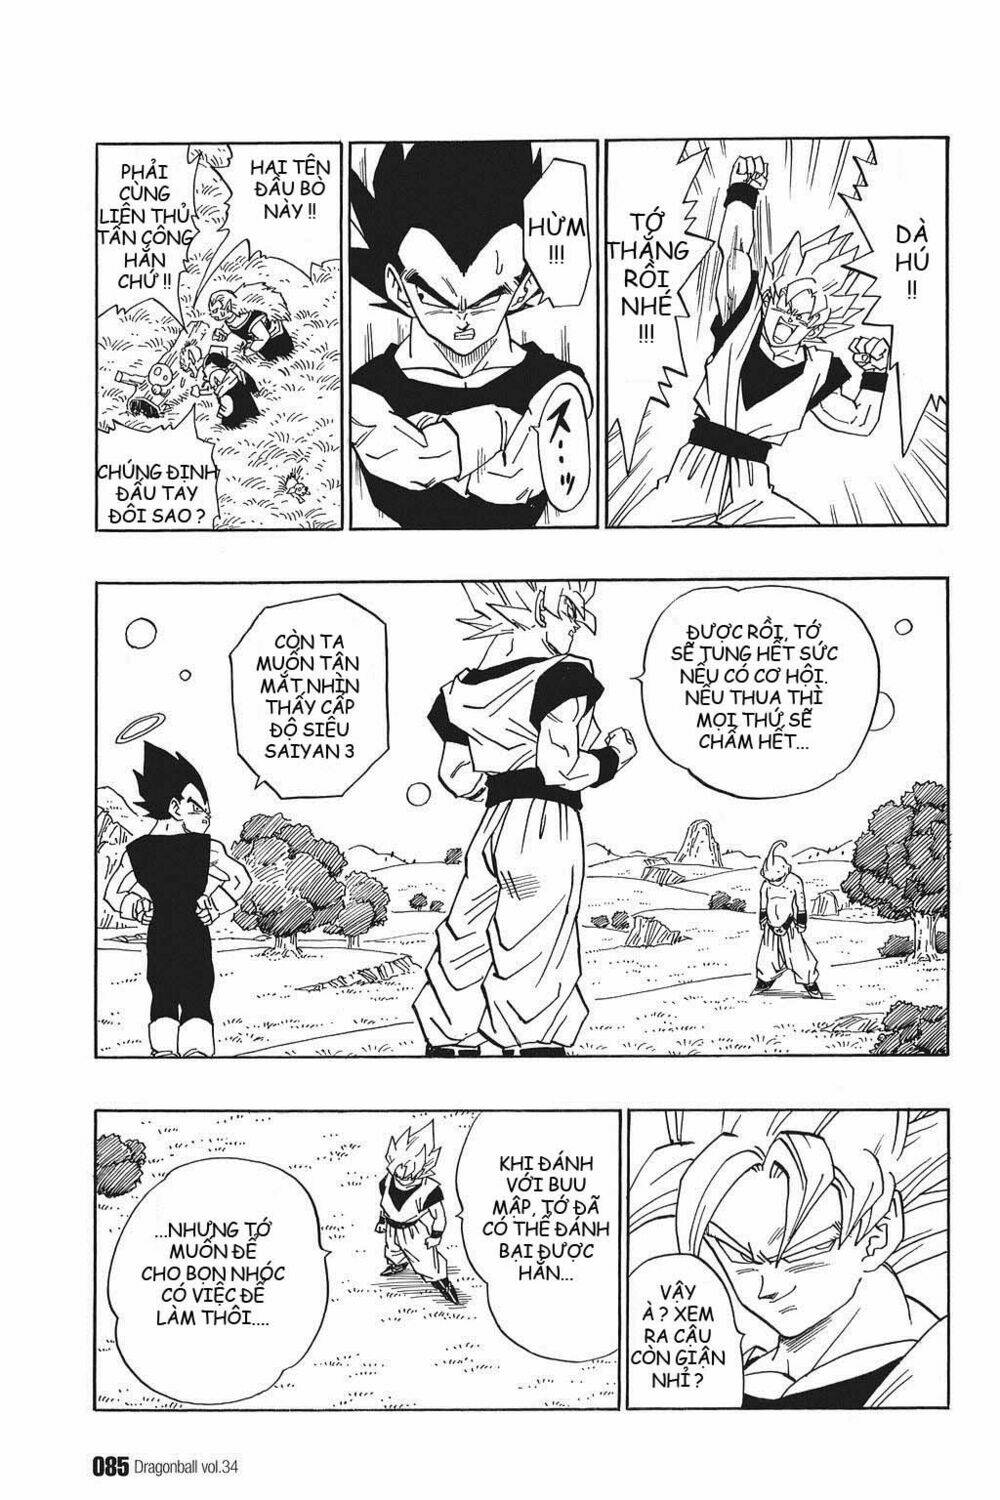 DÀ
HÚ
!!
TỚ
THẮNG
RỒI
NHÉ
!!!
HỪM
!!!
ス...ッ
HAI TÊN
ĐẦU BÒ
NÀY !!
PHẢI
CÙNG
LIÊN THỦ
TẤN CÔNG
HẮN
CHỨ !!
CHÚNG ĐỊNH
ĐẤU TAY
ĐÔI SAO ?
ĐƯỢC RỒI, TỚ
SẼ TUNG HẾT SỨC
NẾU CÓ CƠ HỘI.
NẾU THUA THÌ
MỌI THỨ SẼ
CHẤM HẾT...
CÒN TA
MUỐN TẬN
MẮT NHÌN
THẤY CẤP
ĐỘ SIÊU
SAIYAN 3
VẬY
À ? XEM
RA CẬU
CÒN GIẬN
NHỈ ?
KHI ĐÁNH
VỚI BUU
MẬP, TỚ ĐÃ
CÓ THỂ ĐÁNH
BẠI ĐƯỢC
HẮN...
...NHƯNG TỚ
MUỐN ĐỂ
CHO BỌN NHÓC
CÓ VIỆC ĐỂ
LÀM THÔI....
085 Dragonball vol.34